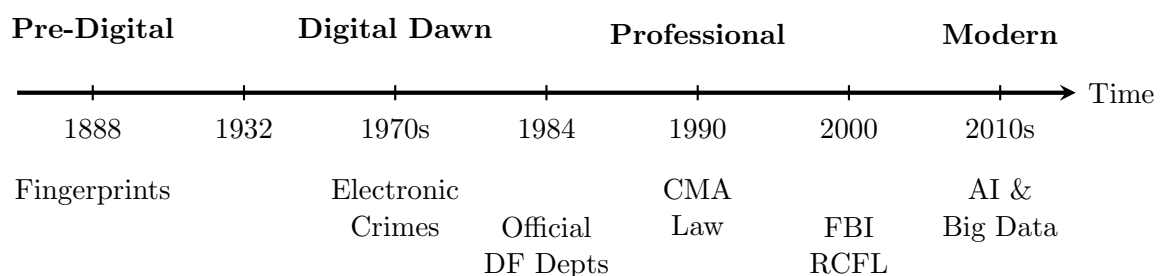 Pre-Digital Digital Dawn Professional Modern
Time
1888 1932 1970s 1984 1990 2000 2010s
Fingerprints Electronic CMA AI &
Crimes Official Law FBI Big Data
DF Depts RCFL